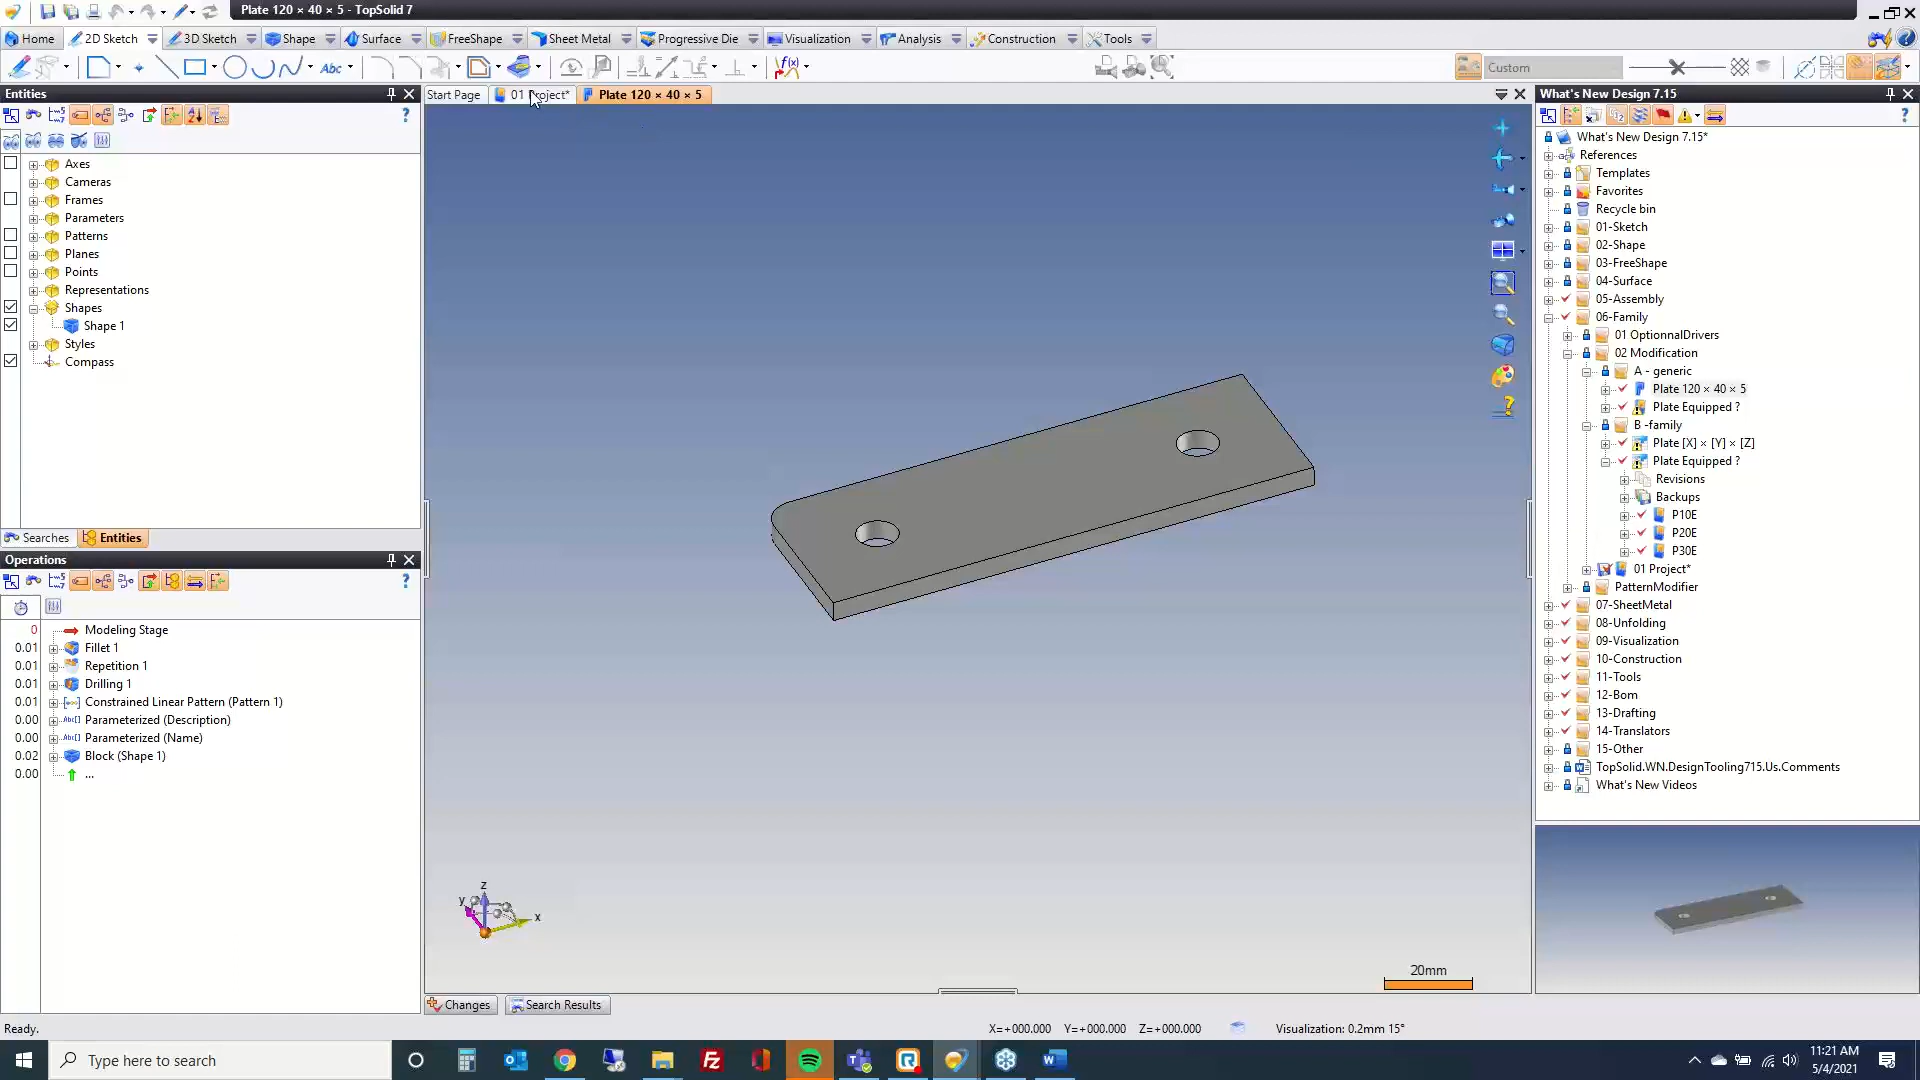 Plate 120 × 40 × 5 - TopSolid 7
Home
2D Sketch
3D Sketch
Shape
Surface
FreeShape
Sheet Metal
Progressive Die
Visualization
Analysis
Construction
Tools
Abc
Custom
Entities
Start Page
01 Project*
Plate 120 × 40 × 5
What's New Design 7.15
Axes
Cameras
Frames
Parameters
Patterns
Planes
Points
Representations
Shapes
Shape 1
Styles
Compass
Searches
Entities
Operations
0 Modeling Stage
0.01 Fillet 1
0.01 Repetition 1
0.01 Drilling 1
0.01 Constrained Linear Pattern (Pattern 1)
0.00 Parameterized (Description)
0.00 Parameterized (Name)
0.02 Block (Shape 1)
0.00 ...
z
y
x
20mm
What's New Design 7.15*
References
Templates
Favorites
Recycle bin
01-Sketch
02-Shape
03-FreeShape
04-Surface
05-Assembly
06-Family
01 OptionnalDrivers
02 Modification
A - generic
Plate 120 × 40 × 5
Plate Equipped ?
B -family
Plate [X] × [Y] × [Z]
Plate Equipped ?
Revisions
Backups
P10E
P20E
P30E
01 Project*
PatternModifier
07-SheetMetal
08-Unfolding
09-Visualization
10-Construction
11-Tools
12-Bom
13-Drafting
14-Translators
15-Other
TopSolid.WN.DesignTooling715.Us.Comments
What's New Videos
Changes
Search Results
Ready.
X=+000.000 Y=+000.000 Z=+000.000
Visualization: 0.2mm 15°
Type here to search
11:21 AM
5/4/2021